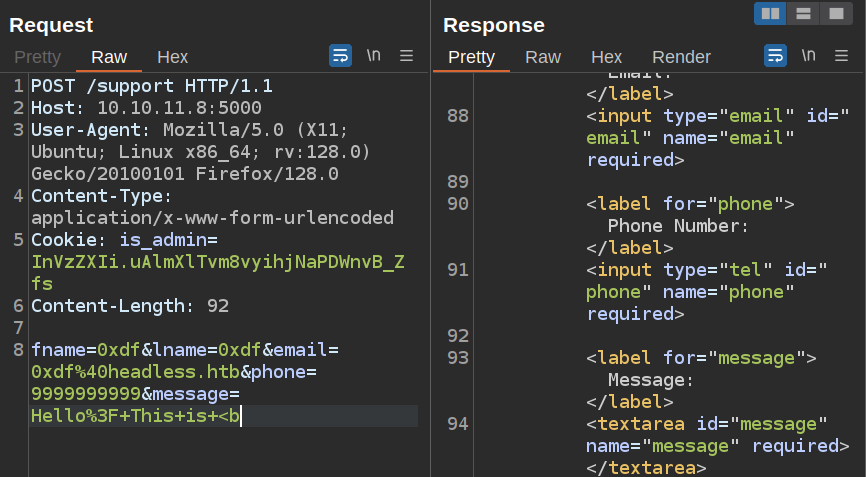 Request
Pretty Raw Hex \n
1 POST /support HTTP/1.1
2 Host: 10.10.11.8:5000
3 User-Agent: Mozilla/5.0 (X11;
Ubuntu; Linux x86_64; rv:128.0)
Gecko/20100101 Firefox/128.0
4 Content-Type:
application/x-www-form-urlencoded
5 Cookie: is_admin=
InVzZXIi.uAlmXlTvm8vyihjNaPDWnvB_Z
fs
6 Content-Length: 92
7
8 fname=0xdf&lname=0xdf&email=
0xdf%40headless.htb&phone=
9999999999&message=
Hello%3F+This+is+<b
Response
Pretty Raw Hex Render \n
Email:
</label>
88 <input type="email" id="
email" name="email"
required>
89
90 <label for="phone">
Phone Number:
</label>
91 <input type="tel" id="
phone" name="phone"
required>
92
93 <label for="message">
Message:
</label>
94 <textarea id="message"
name="message" required>
</textarea>